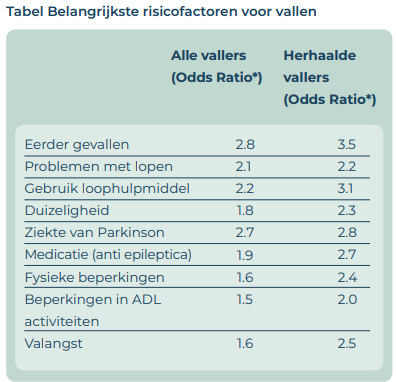 Tabel Belangrijkste risicofactoren voor vallen
Alle vallers Herhaalde
(Odds Ratio*) vallers
(Odds Ratio*)
Eerder gevallen 2.8 3.5
Problemen met lopen 2.1 2.2
Gebruik loophulpmiddel 2.2 3.1
Duizeligheid 1.8 2.3
Ziekte van Parkinson 2.7 2.8
Medicatie (anti epileptica) 1.9 2.7
Fysieke beperkingen 1.6 2.4
Beperkingen in ADL 1.5 2.0
activiteiten
Valangst 1.6 2.5